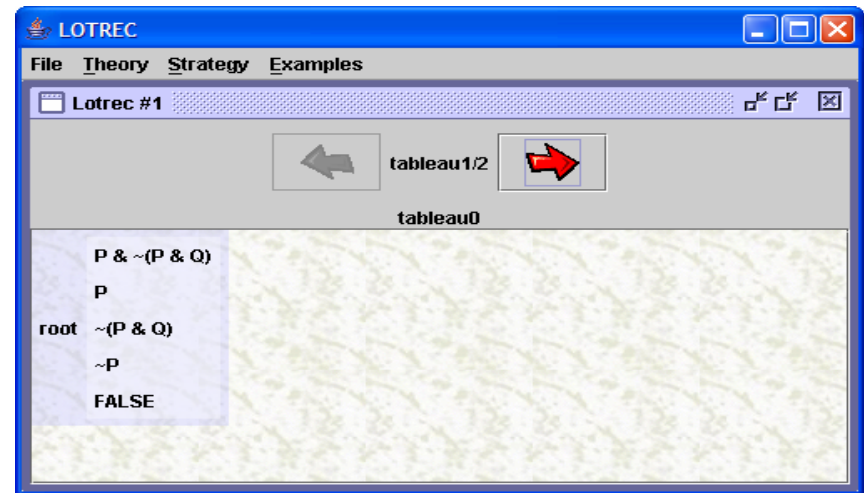 LOTREC
File Theory Strategy Examples
Lotrec #1
tableau1/2
tableau0
P & ~(P & Q)
P
root ~(P & Q)
~P
FALSE